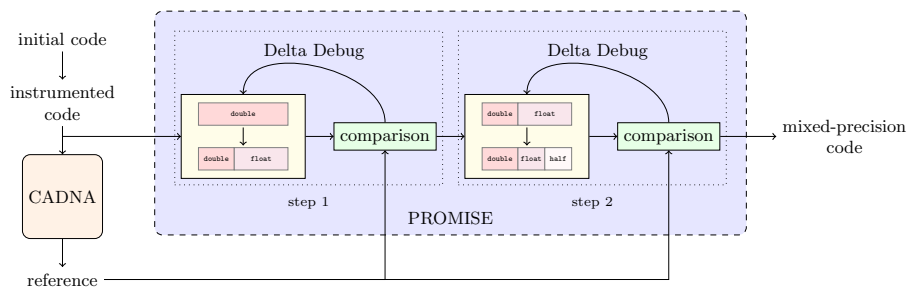 initial code
instrumented
code
CADNA
reference
Delta Debug
double
double float
comparison
step 1
Delta Debug
double float
double float half
comparison
step 2
PROMISE
mixed-precision
code